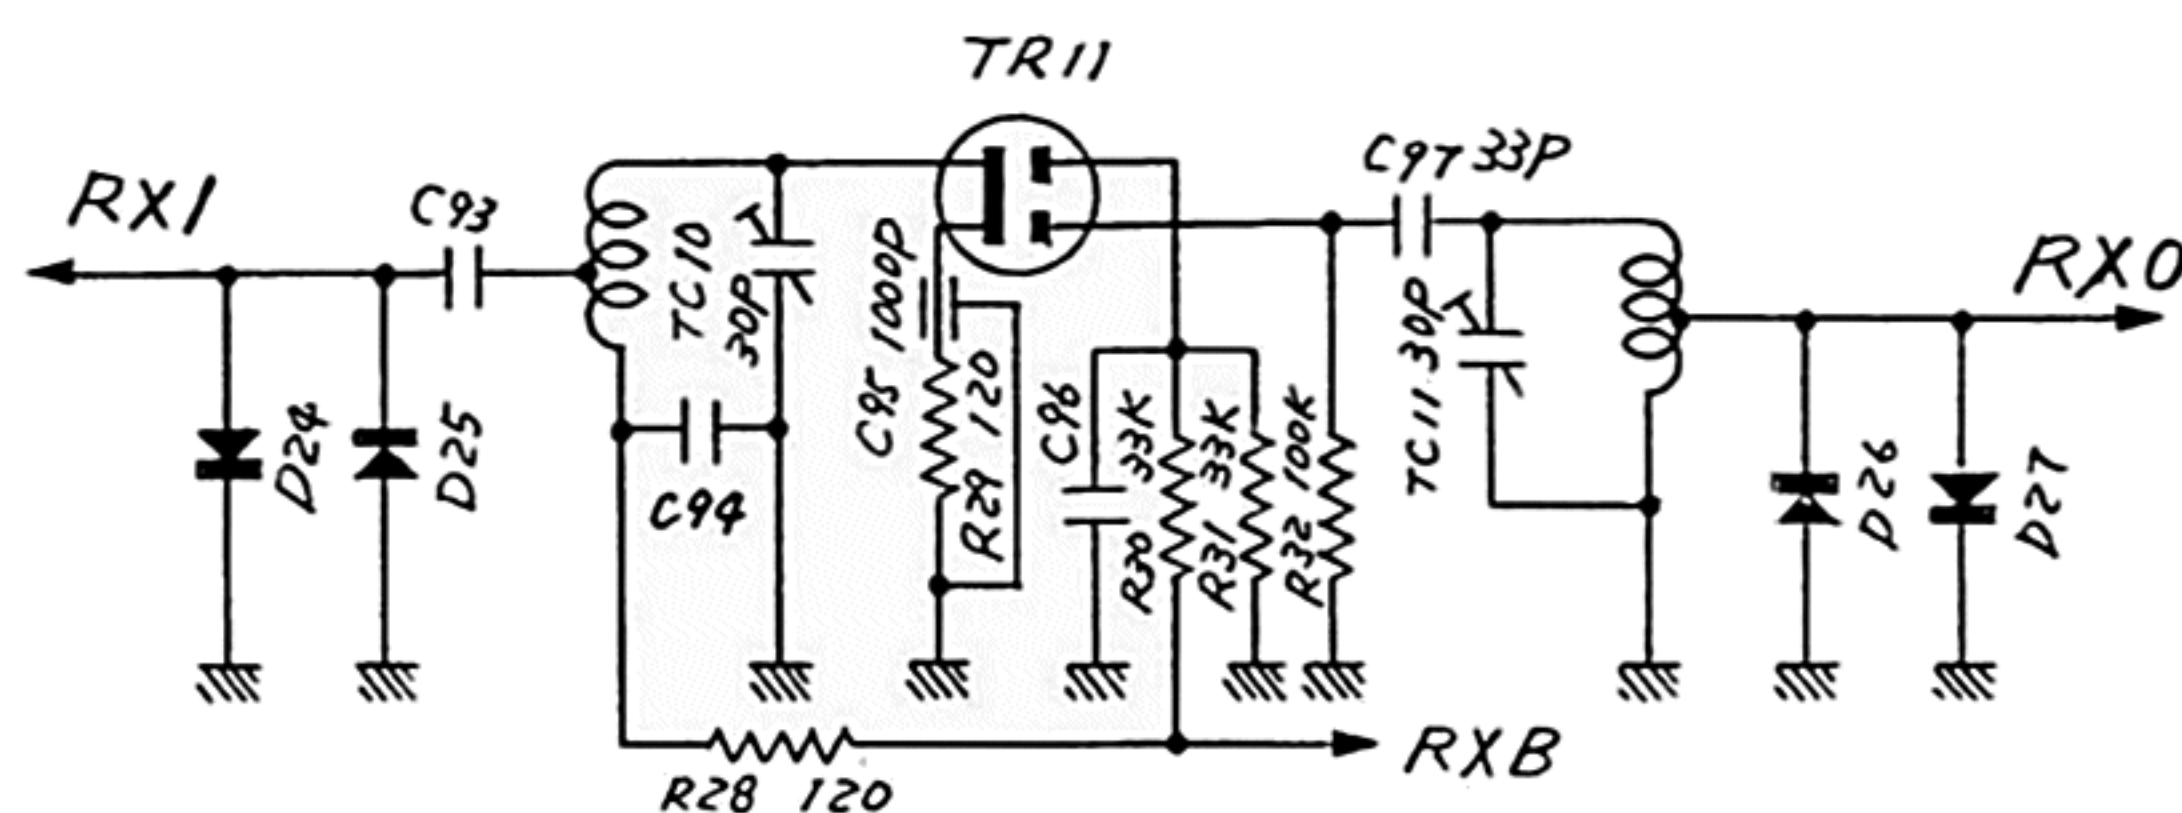 TR11
RX1
C93
TC10
30P
C95 1000P
R29 120
C94
C96
R30 33K
R31 33K
R32 100K
C97 33P
TC11 30P
RXO
D24
D25
D26
D27
R28 120
RXB